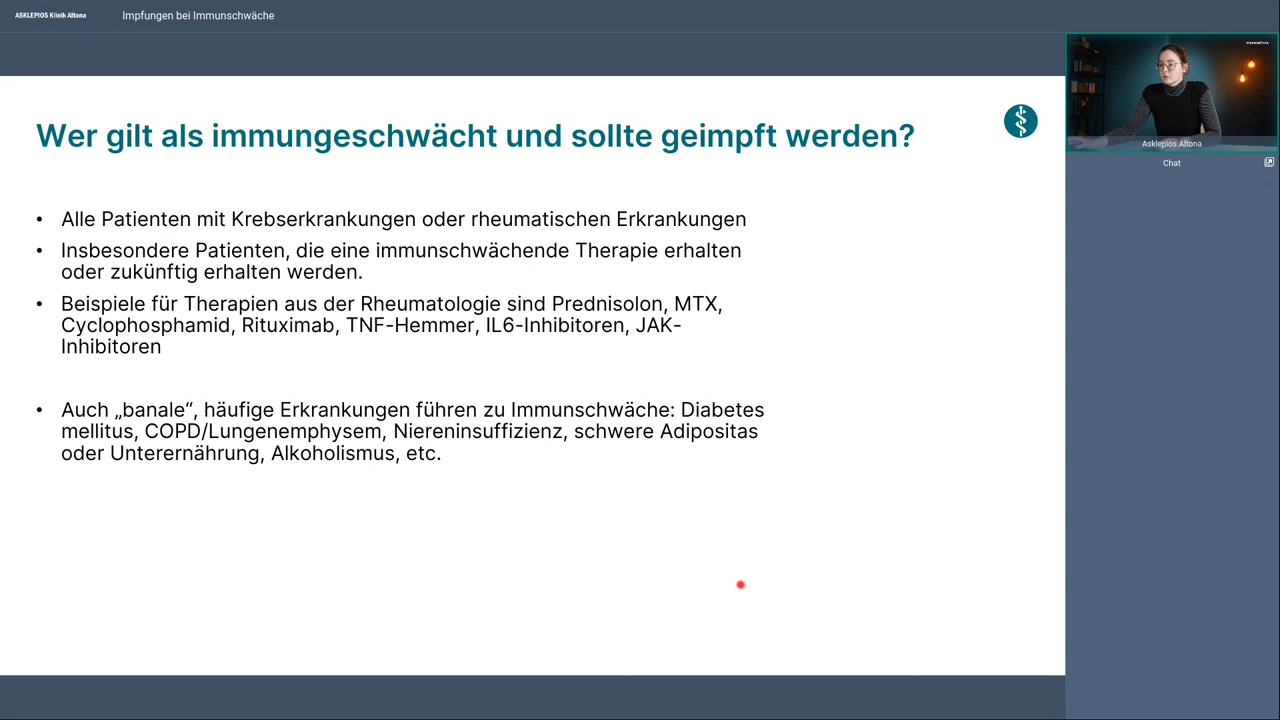 ASKLEPIOS Klinik Altona
Impfungen bei Immunschwäche
Wer gilt als immungeschwächt und sollte geimpft werden?
• Alle Patienten mit Krebserkrankungen oder rheumatischen Erkrankungen
• Insbesondere Patienten, die eine immunschwächende Therapie erhalten
oder zukünftig erhalten werden.
• Beispiele für Therapien aus der Rheumatologie sind Prednisolon, MTX,
Cyclophosphamid, Rituximab, TNF-Hemmer, IL6-Inhibitoren, JAK-
Inhibitoren
• Auch „banale“, häufige Erkrankungen führen zu Immunschwäche: Diabetes
mellitus, COPD/Lungenemphysem, Niereninsuffizienz, schwere Adipositas
oder Unterernährung, Alkoholismus, etc.
Asklepios Altona
Chat